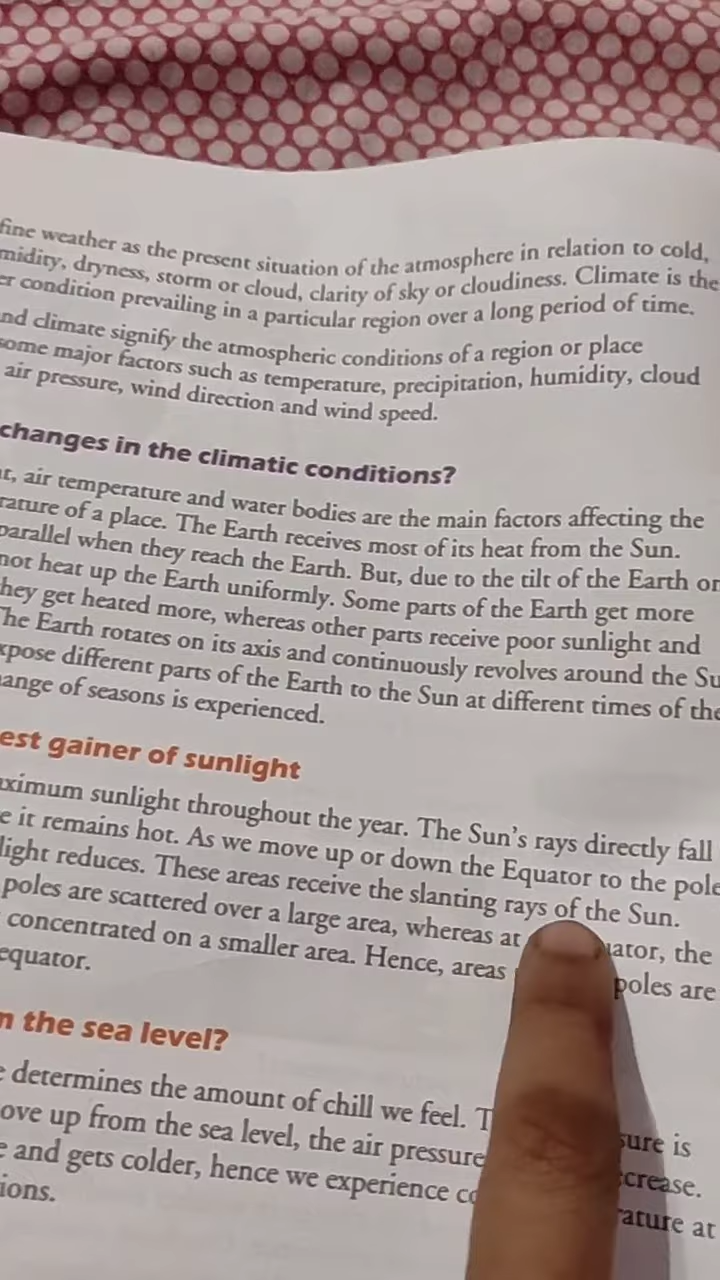 fine weather as the present situation of the atmosphere in relation to cold,
midity, dryness, storm or cloud, clarity of sky or cloudiness. Climate is the
er condition prevailing in a particular region over a long period of time.
nd climate signify the atmospheric conditions of a region or place
some major factors such as temperature, precipitation, humidity, cloud
air pressure, wind direction and wind speed.
changes in the climatic conditions?
t, air temperature and water bodies are the main factors affecting the
rature of a place. The Earth receives most of its heat from the Sun.
parallel when they reach the Earth. But, due to the tilt of the Earth on
not heat up the Earth uniformly. Some parts of the Earth get more
hey get heated more, whereas other parts receive poor sunlight and
The Earth rotates on its axis and continuously revolves around the Su
xpose different parts of the Earth to the Sun at different times of the
ange of seasons is experienced.
est gainer of sunlight
ximum sunlight throughout the year. The Sun's rays directly fall
e it remains hot. As we move up or down the Equator to the pole
light reduces. These areas receive the slanting rays of the Sun.
poles are scattered over a large area, whereas at uator, the
concentrated on a smaller area. Hence, areas poles are
equator.
m the sea level?
e determines the amount of chill we feel. T sure is
ove up from the sea level, the air pressure crease.
e and gets colder, hence we experience co rature at
ions.